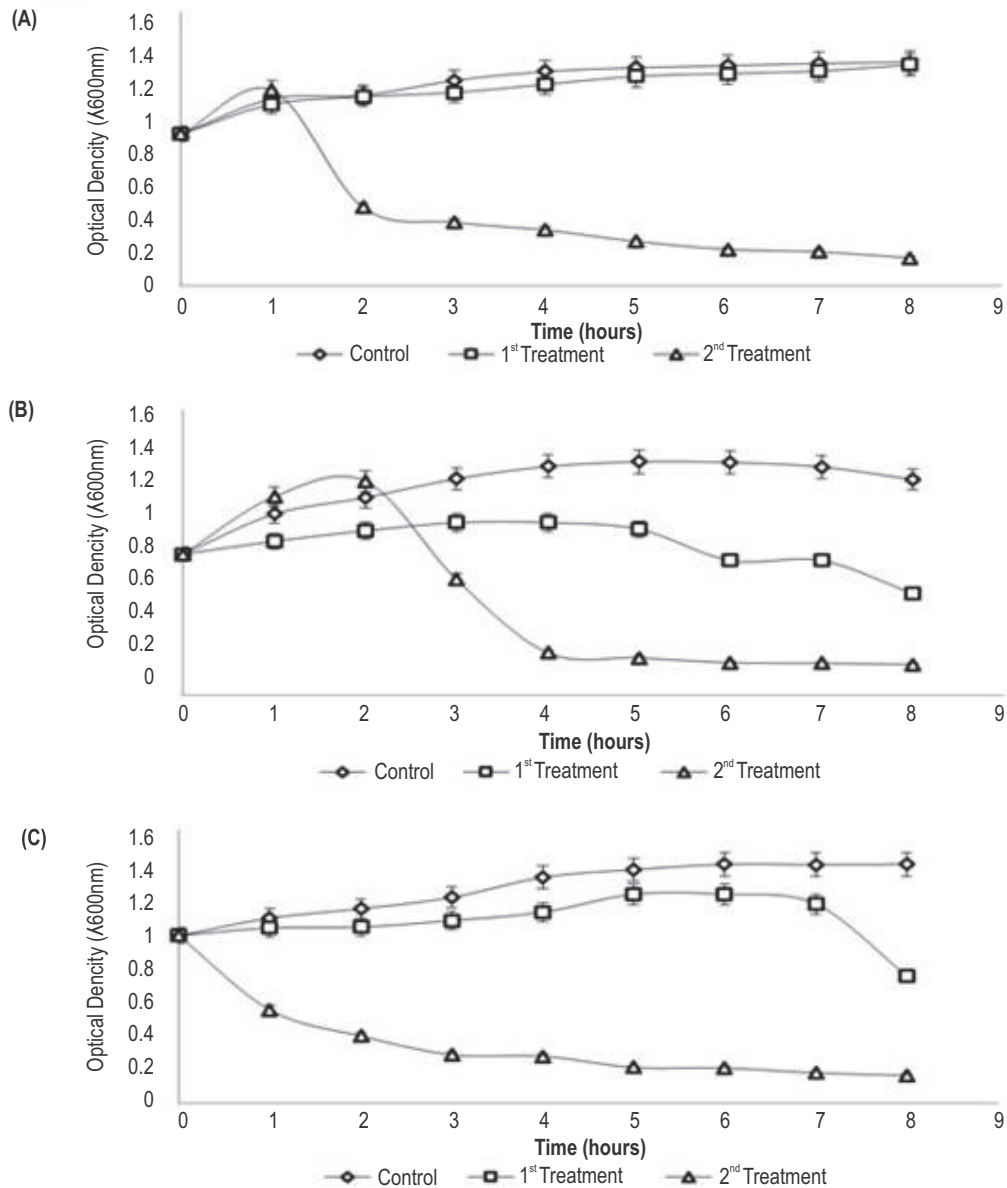 (A)
1.6
1.4
1.2
1
0.8
0.6
0.4
0.2
0
Optical Dencity (ʎ600nm)
0 1 2 3 4 5 6 7 8 9
Time (hours)
Control 1st Treatment 2nd Treatment
(B)
1.6
1.4
1.2
1
0.8
0.6
0.4
0.2
0
Optical Dencity (ʎ600nm)
0 1 2 3 4 5 6 7 8 9
Time (hours)
Control 1st Treatment 2nd Treatment
(C)
1.6
1.4
1.2
1
0.8
0.6
0.4
0.2
0
Optical Dencity (ʎ600nm)
0 1 2 3 4 5 6 7 8 9
Time (hours)
Control 1st Treatment 2nd Treatment